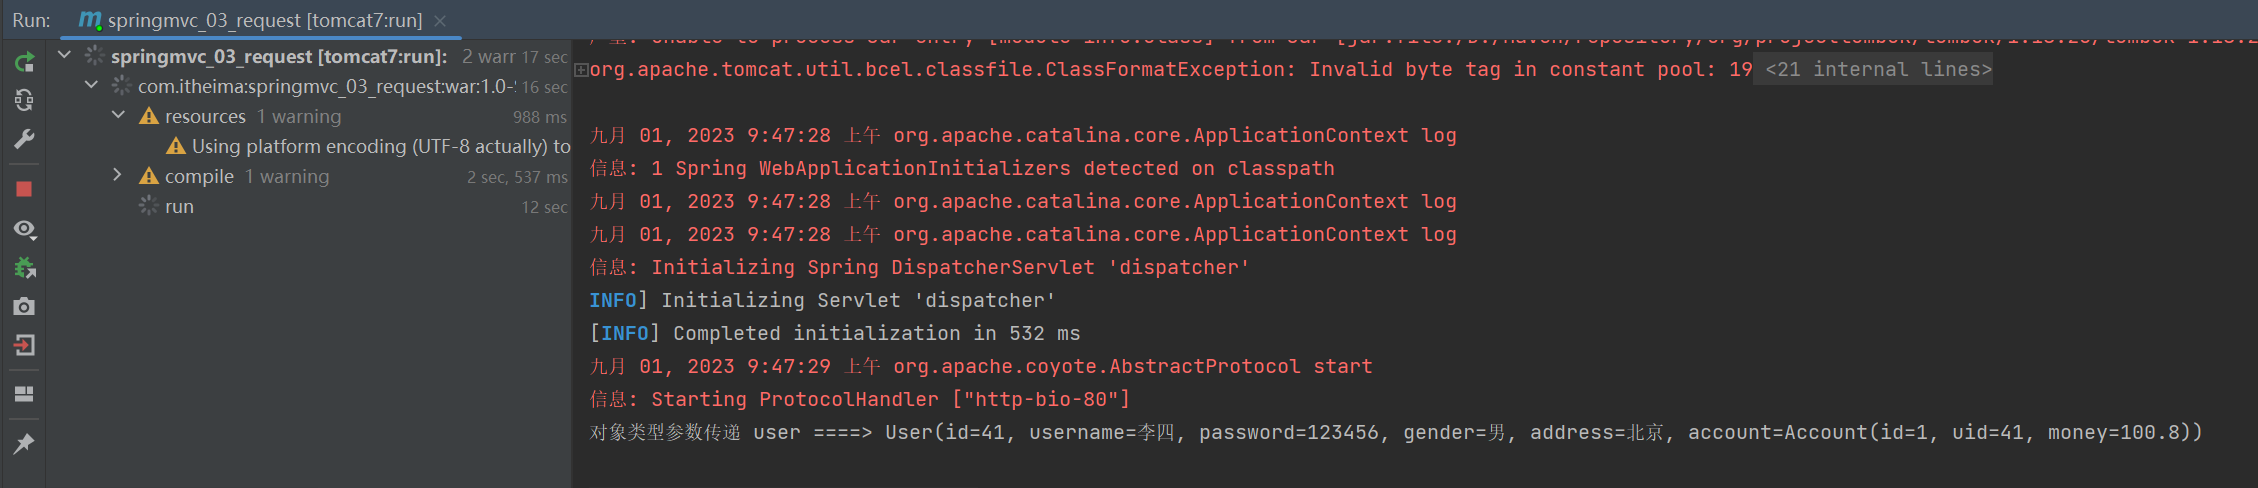 Run: springmvc_03_request [tomcat7:run]
springmvc_03_request [tomcat7:run]: 2 warr 17 sec
com.itheima:springmvc_03_request:war:1.0-S 16 sec
resources 1 warning 988 ms
Using platform encoding (UTF-8 actually) to
compile 1 warning 2 sec, 537 ms
run 12 sec
org.apache.tomcat.util.bcel.classfile.ClassFormatException: Invalid byte tag in constant pool: 19 <21 internal lines>
九月 01, 2023 9:47:28 上午 org.apache.catalina.core.ApplicationContext log
信息: 1 Spring WebApplicationInitializers detected on classpath
九月 01, 2023 9:47:28 上午 org.apache.catalina.core.ApplicationContext log
九月 01, 2023 9:47:28 上午 org.apache.catalina.core.ApplicationContext log
信息: Initializing Spring DispatcherServlet 'dispatcher'
INFO] Initializing Servlet 'dispatcher'
[INFO] Completed initialization in 532 ms
九月 01, 2023 9:47:29 上午 org.apache.coyote.AbstractProtocol start
信息: Starting ProtocolHandler ["http-bio-80"]
对象类型参数传递 user ====> User(id=41, username=李四, password=123456, gender=男, address=北京, account=Account(id=1, uid=41, money=100.8))